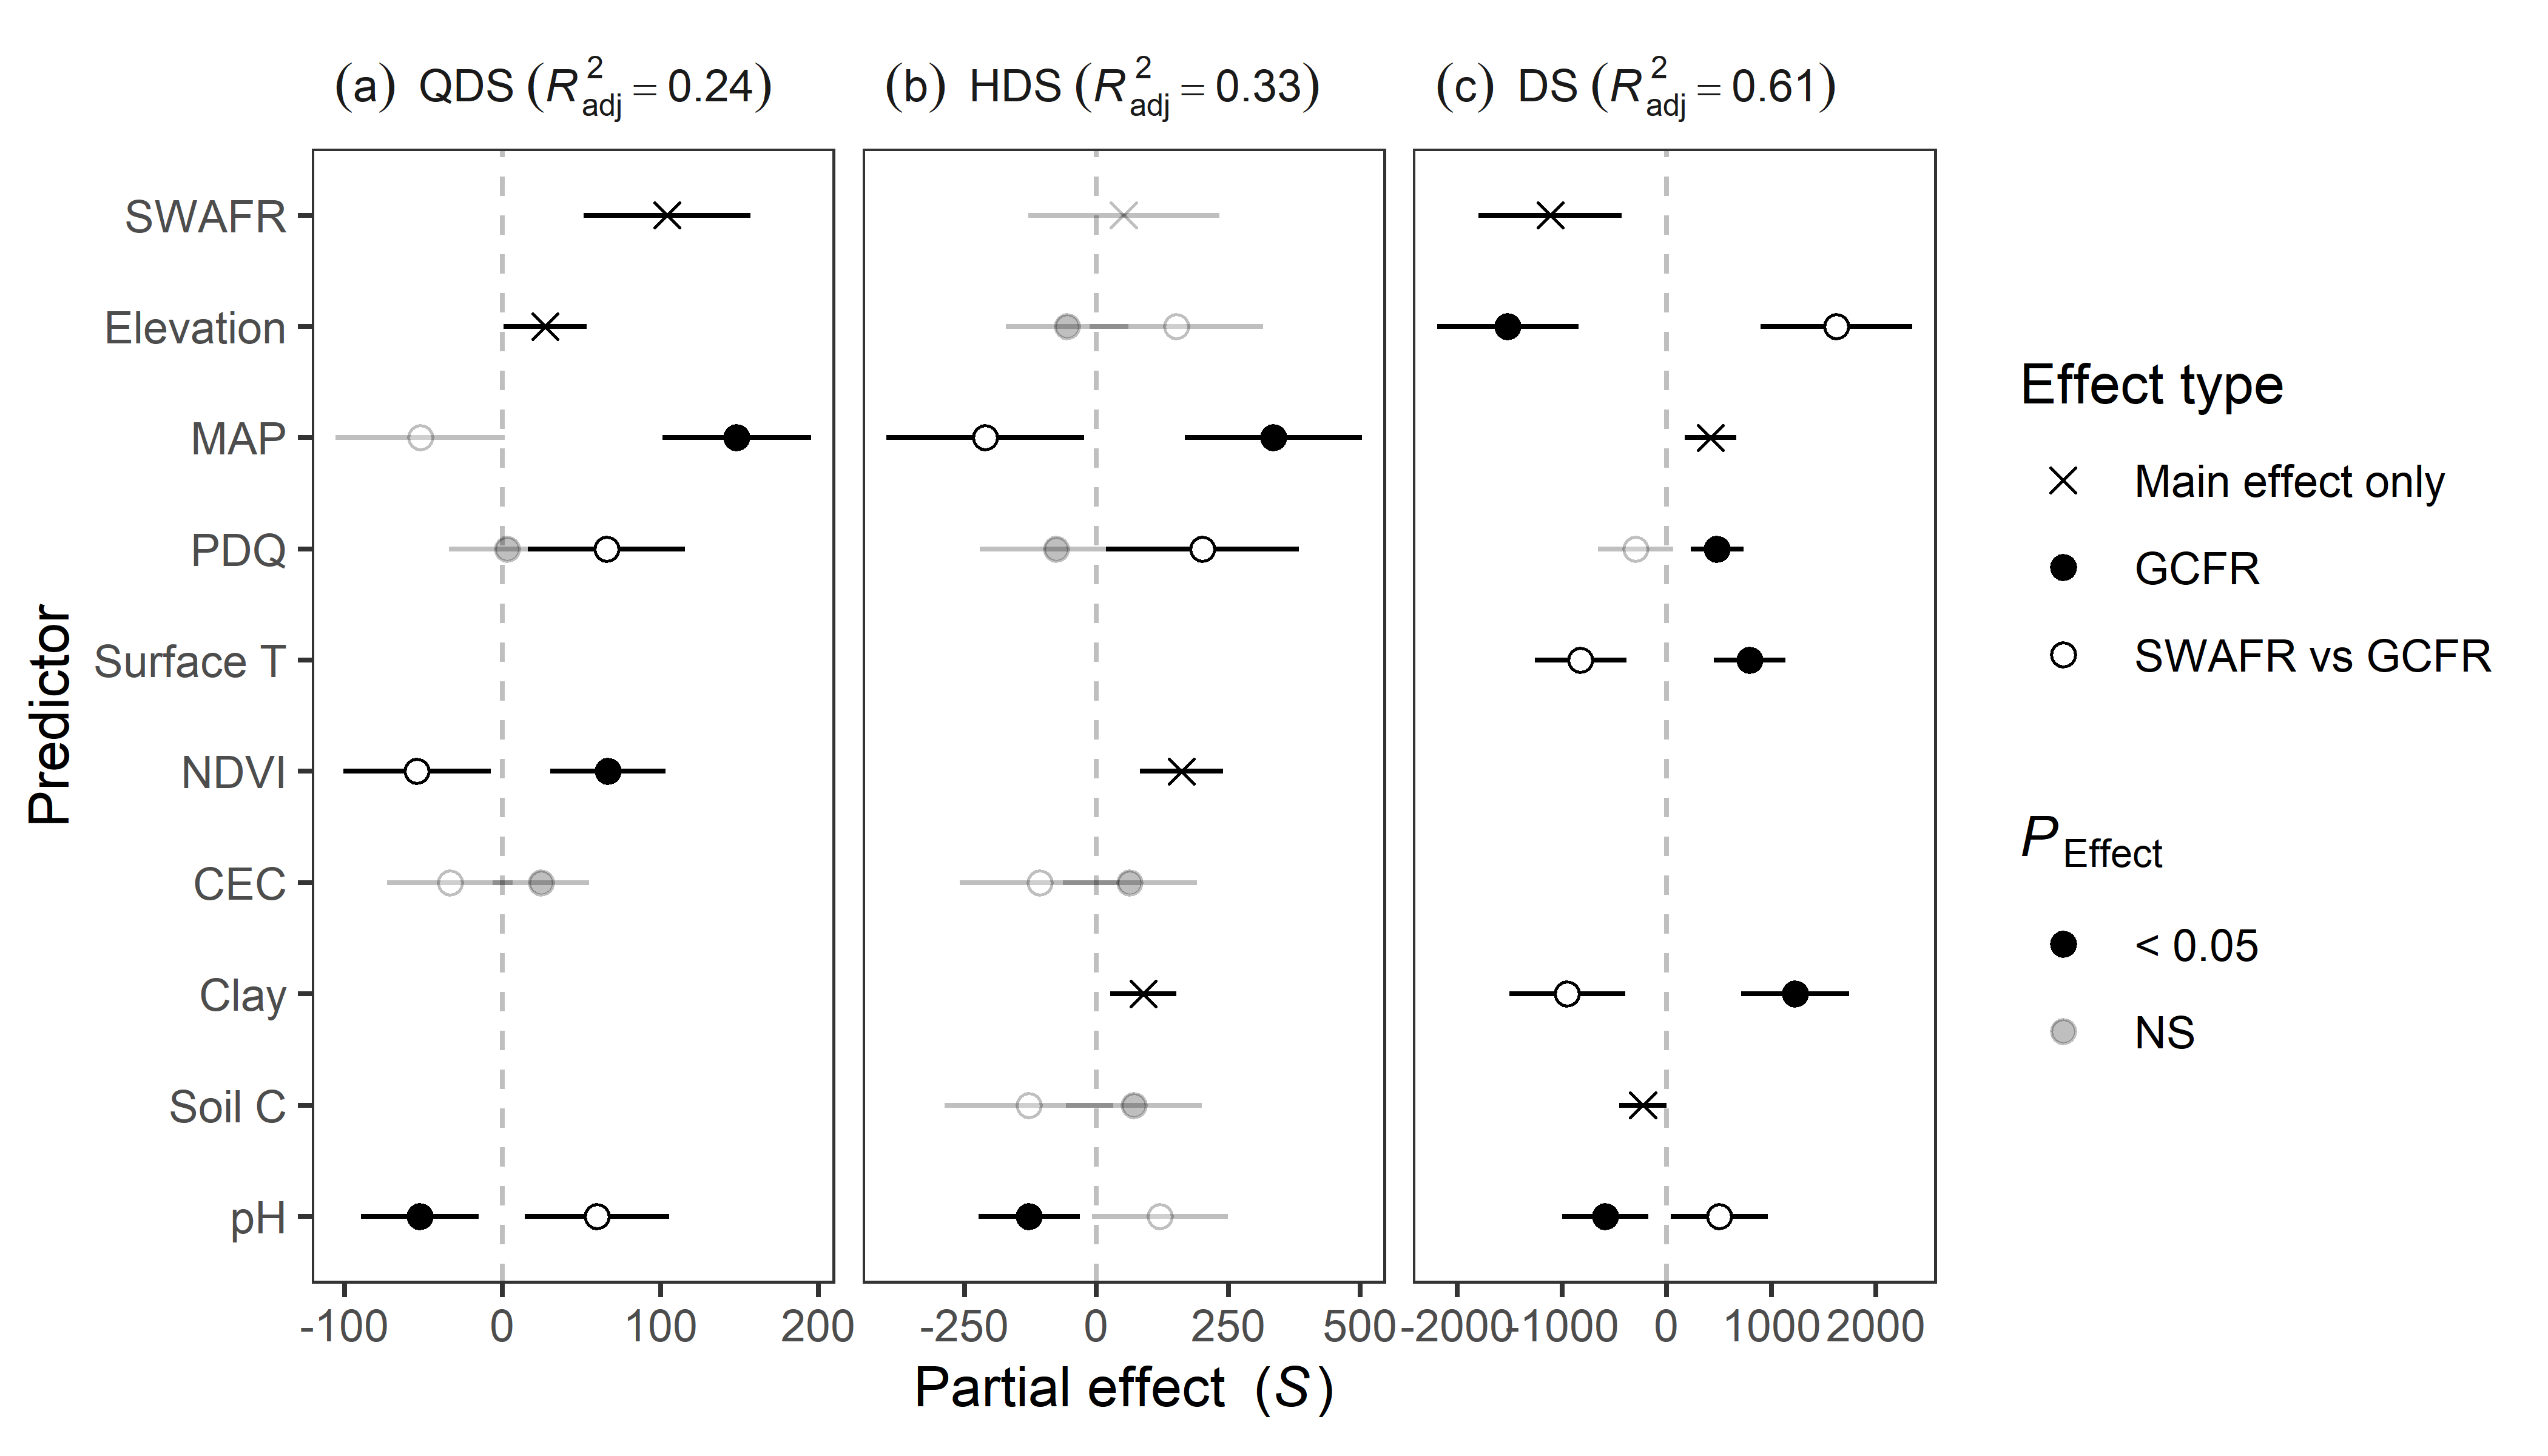 (a) QDS (R²adj = 0.24)
(b) HDS (R²adj = 0.33)
(c) DS (R²adj = 0.61)
Predictor
SWAFR
Elevation
MAP
PDQ
Surface T
NDVI
CEC
Clay
Soil C
pH
-100 0 100 200
-250 0 250 500
-2000 -1000 0 1000 2000
Partial effect (S)
Effect type
Main effect only
GCFR
SWAFR vs GCFR
P Effect
< 0.05
NS